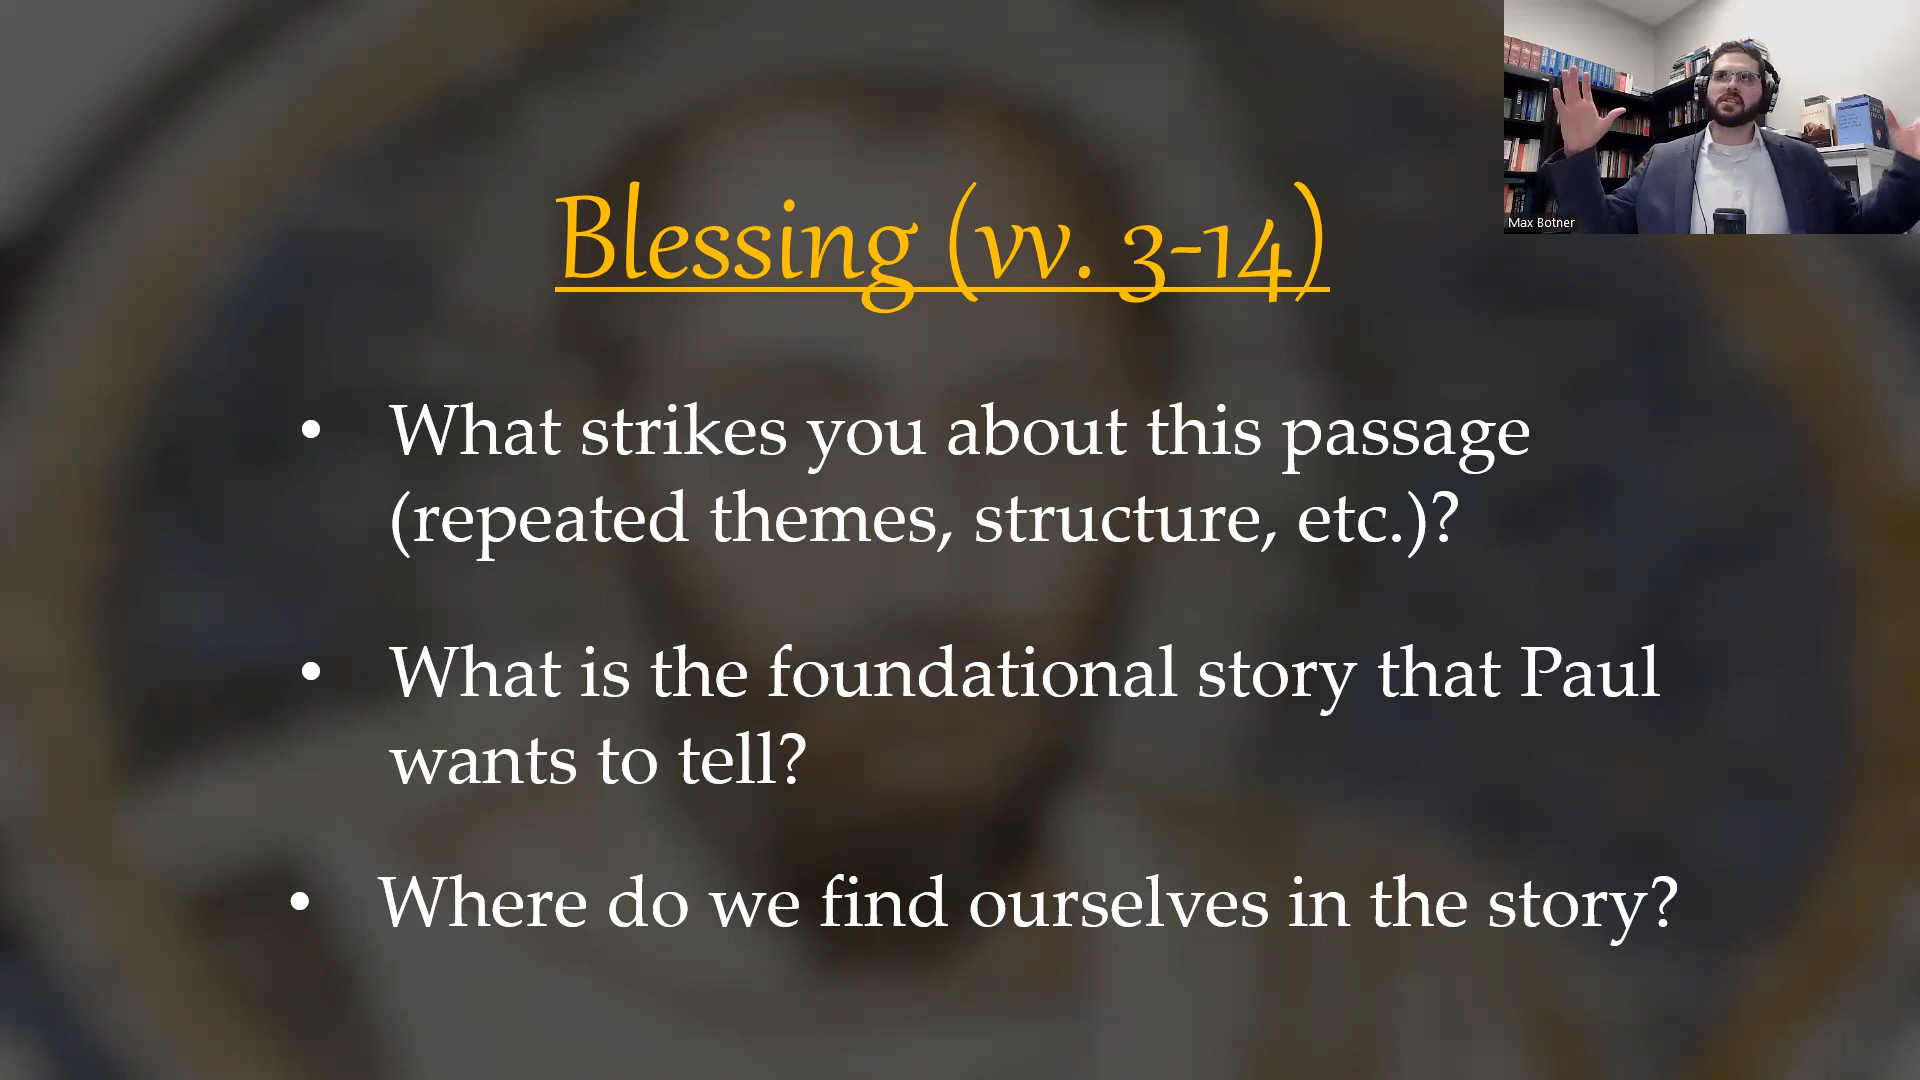 Blessing (vv. 3-14)
• What strikes you about this passage
(repeated themes, structure, etc.)?
• What is the foundational story that Paul
wants to tell?
• Where do we find ourselves in the story?
Max Botner